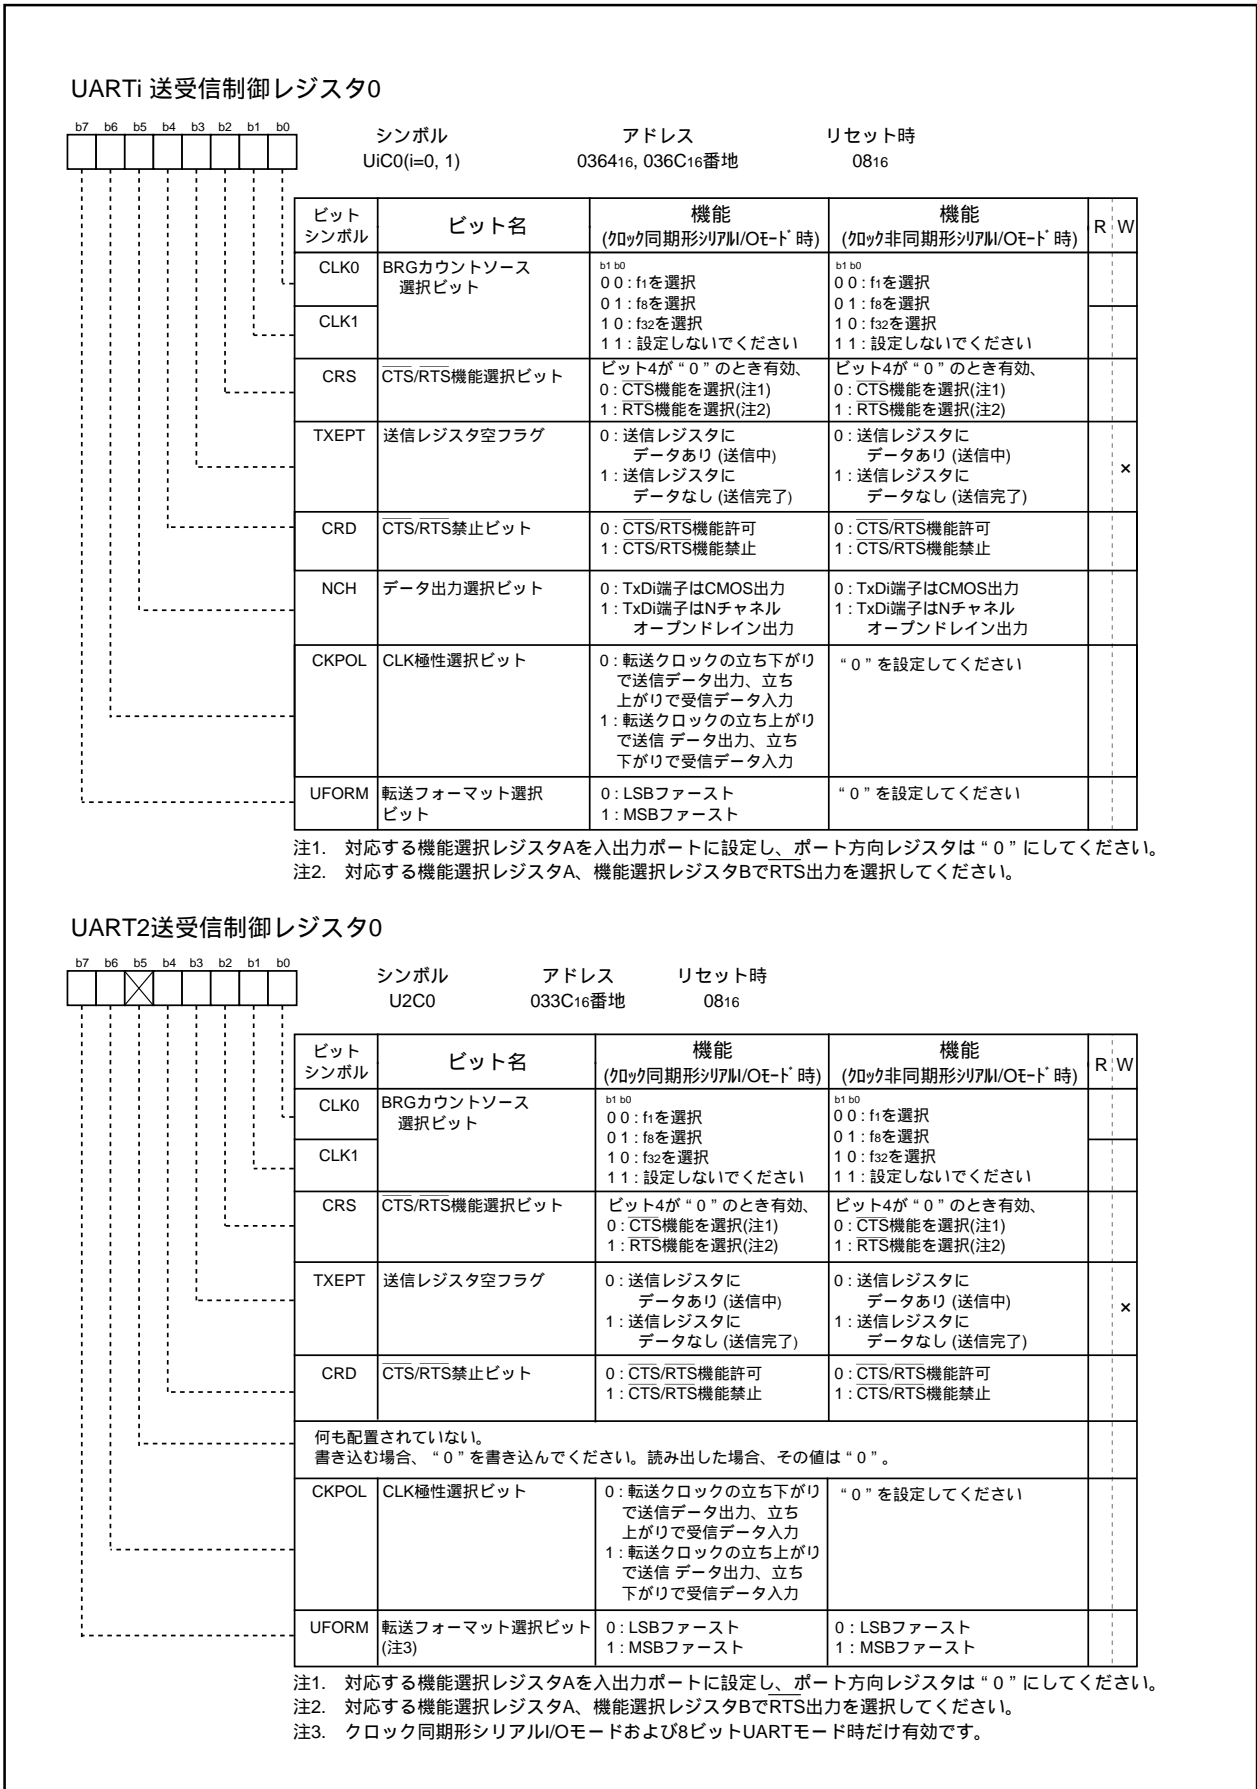 UARTi 送受信制御レジスタ0
b7 b6 b5 b4 b3 b2 b1 b0
シンボル アドレス リセット時
UiC0(i=0, 1) 036416, 036C16番地 0816
ビット
シンボル
ビット名
機能
(クロック同期形シリアルI/Oモード時)
機能
(クロック非同期形シリアルI/Oモード時)
R W
CLK0
CLK1
BRGカウントソース
選択ビット
b1 b0
0 0 : f1を選択
0 1 : f8を選択
1 0 : f32を選択
1 1 : 設定しないでください
b1 b0
0 0 : f1を選択
0 1 : f8を選択
1 0 : f32を選択
1 1 : 設定しないでください
CRS
CTS/RTS機能選択ビット
ビット4が “ 0 ” のとき有効、
0 : CTS機能を選択(注1)
1 : RTS機能を選択(注2)
ビット4が “ 0 ” のとき有効、
0 : CTS機能を選択(注1)
1 : RTS機能を選択(注2)
TXEPT
送信レジスタ空フラグ
0 : 送信レジスタに
データあり (送信中)
1 : 送信レジスタに
データなし (送信完了)
0 : 送信レジスタに
データあり (送信中)
1 : 送信レジスタに
データなし (送信完了)
×
CRD
CTS/RTS禁止ビット
0 : CTS/RTS機能許可
1 : CTS/RTS機能禁止
0 : CTS/RTS機能許可
1 : CTS/RTS機能禁止
NCH
データ出力選択ビット
0 : TxDi端子はCMOS出力
1 : TxDi端子はNチャネル
オープンドレイン出力
0 : TxDi端子はCMOS出力
1 : TxDi端子はNチャネル
オープンドレイン出力
CKPOL
CLK極性選択ビット
0 : 転送クロックの立ち下がり
で送信データ出力、立ち
上がりで受信データ入力
1 : 転送クロックの立ち上がり
で送信 データ出力、立ち
下がりで受信データ入力
“ 0 ” を設定してください
UFORM
転送フォーマット選択
ビット
0 : LSBファースト
1 : MSBファースト
“ 0 ” を設定してください
注1. 対応する機能選択レジスタAを入出力ポートに設定し、ポート方向レジスタは “ 0 ” にしてください。
注2. 対応する機能選択レジスタA、機能選択レジスタBでRTS出力を選択してください。
UART2送受信制御レジスタ0
b7 b6 b5 b4 b3 b2 b1 b0
シンボル アドレス リセット時
U2C0 033C16番地 0816
ビット
シンボル
ビット名
機能
(クロック同期形シリアルI/Oモード時)
機能
(クロック非同期形シリアルI/Oモード時)
R W
CLK0
CLK1
BRGカウントソース
選択ビット
b1 b0
0 0 : f1を選択
0 1 : f8を選択
1 0 : f32を選択
1 1 : 設定しないでください
b1 b0
0 0 : f1を選択
0 1 : f8を選択
1 0 : f32を選択
1 1 : 設定しないでください
CRS
CTS/RTS機能選択ビット
ビット4が “ 0 ” のとき有効、
0 : CTS機能を選択(注1)
1 : RTS機能を選択(注2)
ビット4が “ 0 ” のとき有効、
0 : CTS機能を選択(注1)
1 : RTS機能を選択(注2)
TXEPT
送信レジスタ空フラグ
0 : 送信レジスタに
データあり (送信中)
1 : 送信レジスタに
データなし (送信完了)
0 : 送信レジスタに
データあり (送信中)
1 : 送信レジスタに
データなし (送信完了)
×
CRD
CTS/RTS禁止ビット
0 : CTS/RTS機能許可
1 : CTS/RTS機能禁止
0 : CTS/RTS機能許可
1 : CTS/RTS機能禁止
何も配置されていない。
書き込む場合、 “ 0 ” を書き込んでください。読み出した場合、その値は “ 0 ” 。
CKPOL
CLK極性選択ビット
0 : 転送クロックの立ち下がり
で送信データ出力、立ち
上がりで受信データ入力
1 : 転送クロックの立ち上がり
で送信 データ出力、立ち
下がりで受信データ入力
“ 0 ” を設定してください
UFORM
転送フォーマット選択ビット
(注3)
0 : LSBファースト
1 : MSBファースト
0 : LSBファースト
1 : MSBファースト
注1. 対応する機能選択レジスタAを入出力ポートに設定し、ポート方向レジスタは “ 0 ” にしてください。
注2. 対応する機能選択レジスタA、機能選択レジスタBでRTS出力を選択してください。
注3. クロック同期形シリアルI/Oモードおよび8ビットUARTモード時だけ有効です。